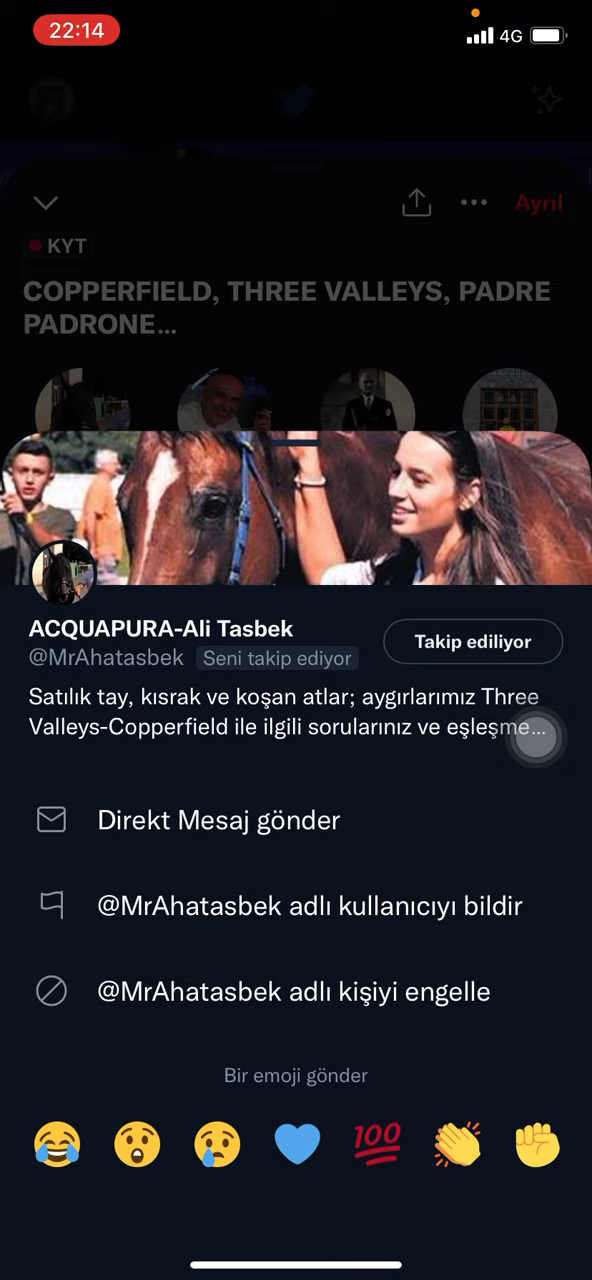 22:14
4G
Ayrıl
KYT
COPPERFIELD, THREE VALLEYS, PADRE
PADRONE...
ACQUAPURA-Ali Tasbek
Takip ediliyor
@MrAhatasbek Seni takip ediyor
Satılık tay, kısrak ve koşan atlar; aygırlarımız Three
Valleys-Copperfield ile ilgili sorularınız ve eşleşme...
Direkt Mesaj gönder
@MrAhatasbek adlı kullanıcıyı bildir
@MrAhatasbek adlı kişiyi engelle
Bir emoji gönder
100